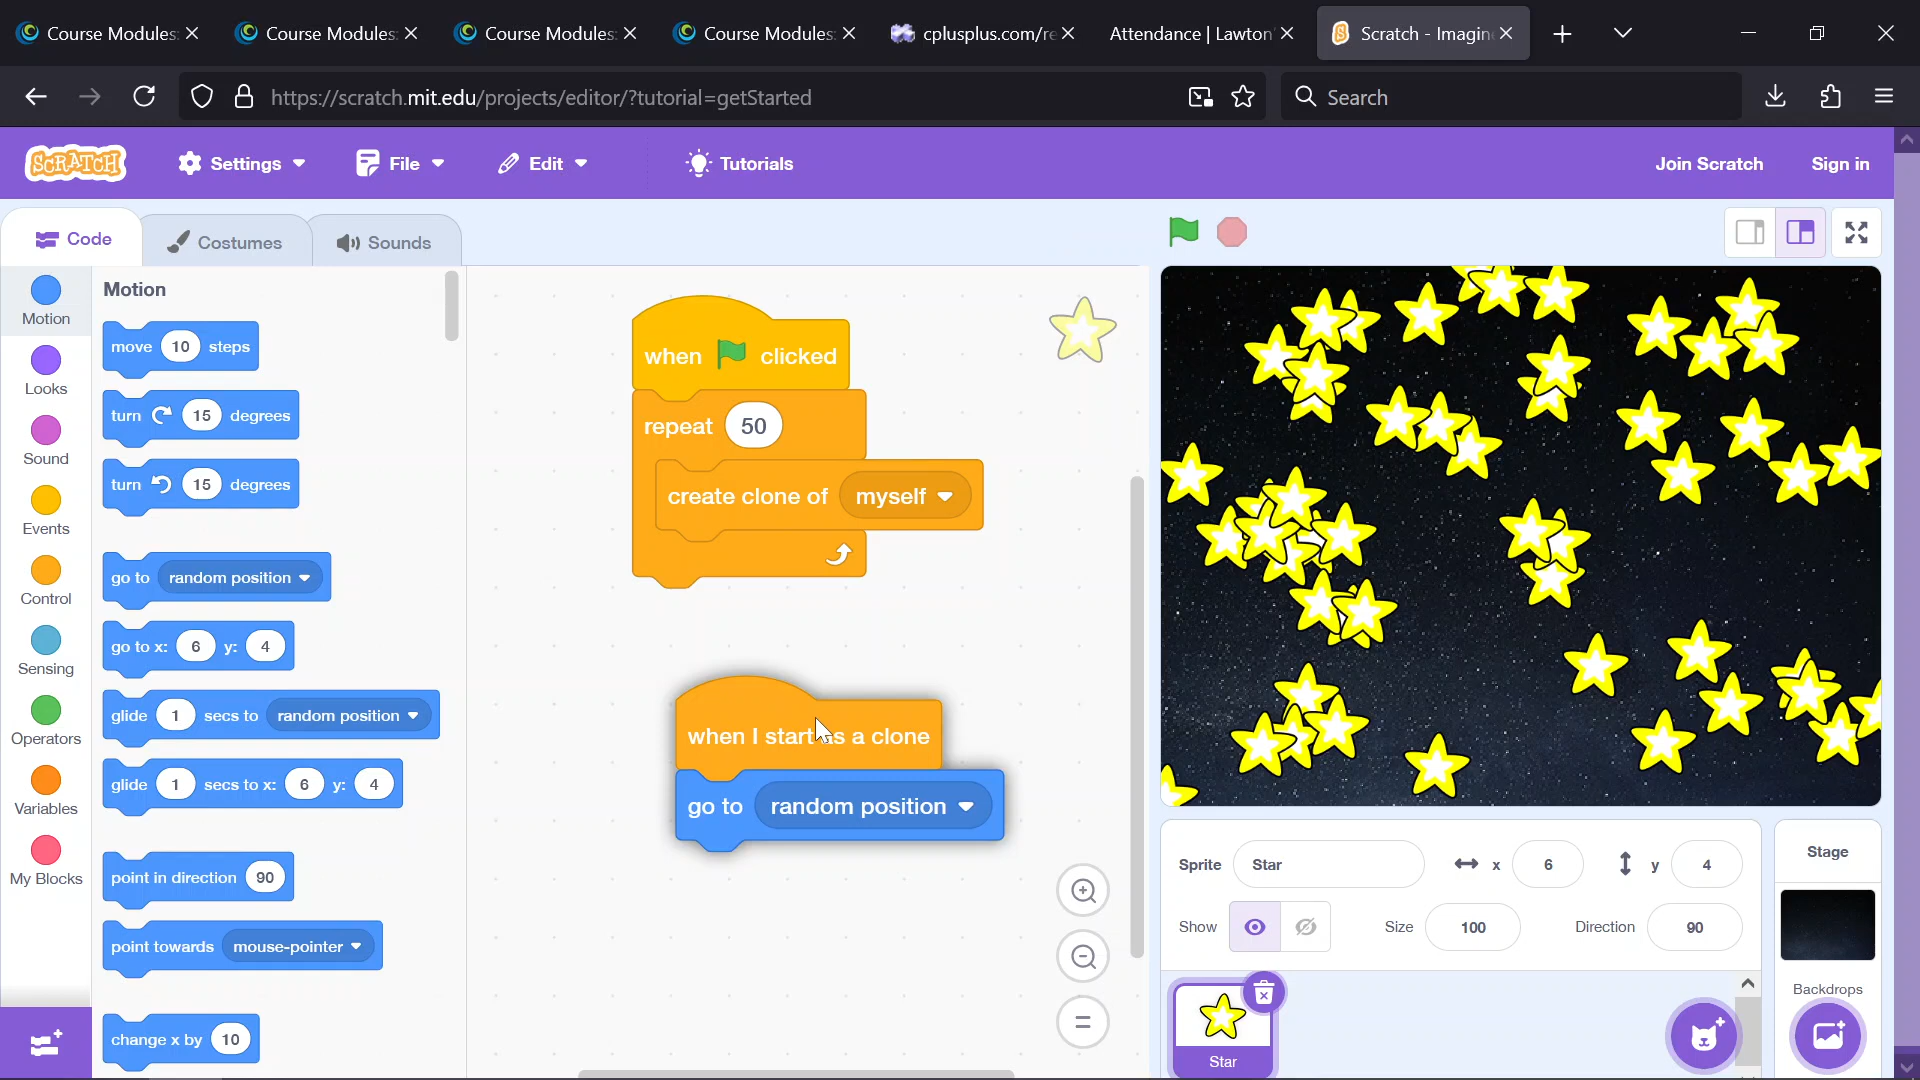 Course Modules:
Course Modules:
Course Modules:
Course Modules:
cplusplus.com/re
Attendance | Lawton
Scratch - Imagin
https://scratch.mit.edu/projects/editor/?tutorial=getStarted
Search
SCRATCH
Settings
File
Edit
Tutorials
Join Scratch
Sign in
Code
Costumes
Sounds
Motion
Looks
Sound
Events
Control
Sensing
Operators
Variables
My Blocks
Motion
move 10 steps
turn 15 degrees
turn 15 degrees
go to random position
go to x: 6 y: 4
glide 1 secs to random position
glide 1 secs to x: 6 y: 4
point in direction 90
point towards mouse-pointer
change x by 10
when clicked
repeat 50
create clone of myself
when I start as a clone
go to random position
Sprite Star x 6 y 4
Show Size 100 Direction 90
Star
Stage
Backdrops